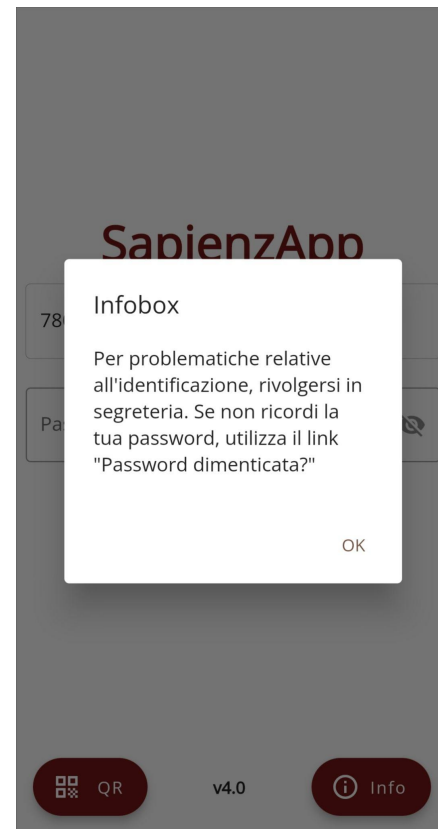 SapienzApp
Infobox
Per problematiche relative
all'identificazione, rivolgersi in
segreteria. Se non ricordi la
tua password, utilizza il link
"Password dimenticata?"
OK
QR
v4.0
Info